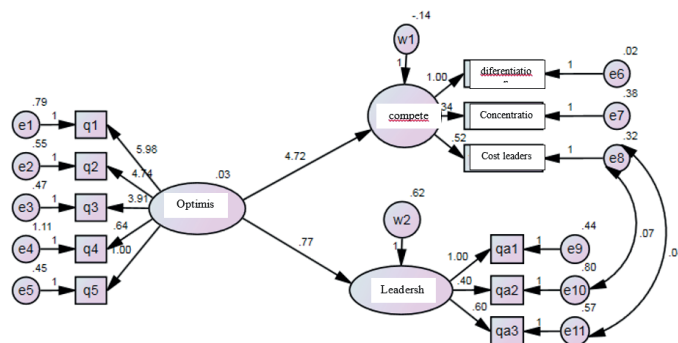 -.14
w1
1
1.00
diferentiatio
1
e6
.02
compete
.34
Concentratio
1
e7
.38
.52
Cost leaders
1
e8
.32
.79
e1
1
q1
5.98
.55
e2
1
q2
4.74
.47
e3
1
q3
3.91
1.11
e4
1
q4
.64
.45
e5
1
q5
1.00
Optimis
.03
4.72
.77
.62
w2
1
Leadersh
1.00
qa1
1
e9
.44
.40
qa2
1
e10
.60
qa3
1
e11
.57
.07
.0